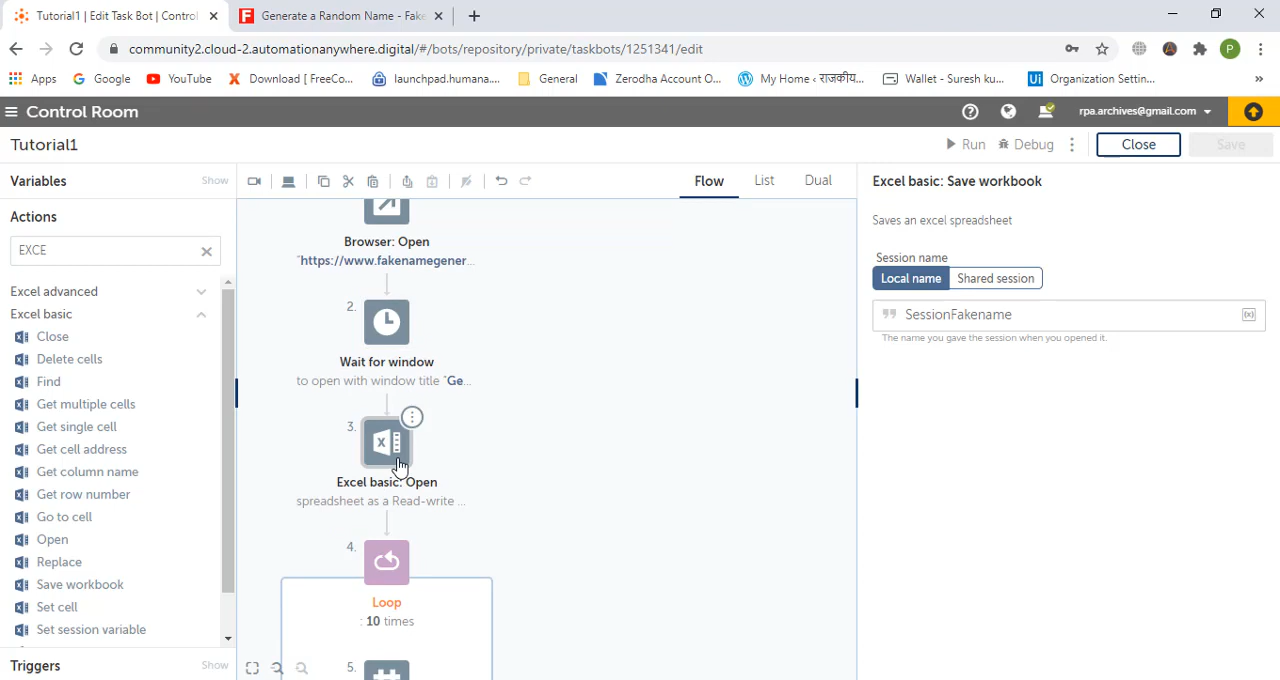 Tutorial1 | Edit Task Bot | Control
Generate a Random Name - Fake
community2.cloud-2.automationanywhere.digital/#/bots/repository/private/taskbots/1251341/edit
P
Apps
Google
YouTube
Download [ FreeCo...
launchpad.humana....
General
Zerodha Account O...
My Home ‹ राजकीय...
Wallet - Suresh ku...
Ui Organization Settin...
»
Control Room
rpa.archives@gmail.com
Tutorial1
Run
Debug
Close
Save
Variables
Show
Flow
List
Dual
Excel basic: Save workbook
Actions
Saves an excel spreadsheet
EXCE
Session name
Local name
Shared session
Excel advanced
Excel basic
SessionFakename
The name you gave the session when you opened it.
Close
Delete cells
Find
Get multiple cells
Get single cell
Get cell address
Get column name
Get row number
Go to cell
Open
Replace
Save workbook
Set cell
Set session variable
Triggers
Show
Browser: Open
"https://www.fakenamegener...
2.
Wait for window
to open with window title "Ge...
3.
Excel basic: Open
spreadsheet as a Read-write ...
4.
Loop
: 10 times
5.